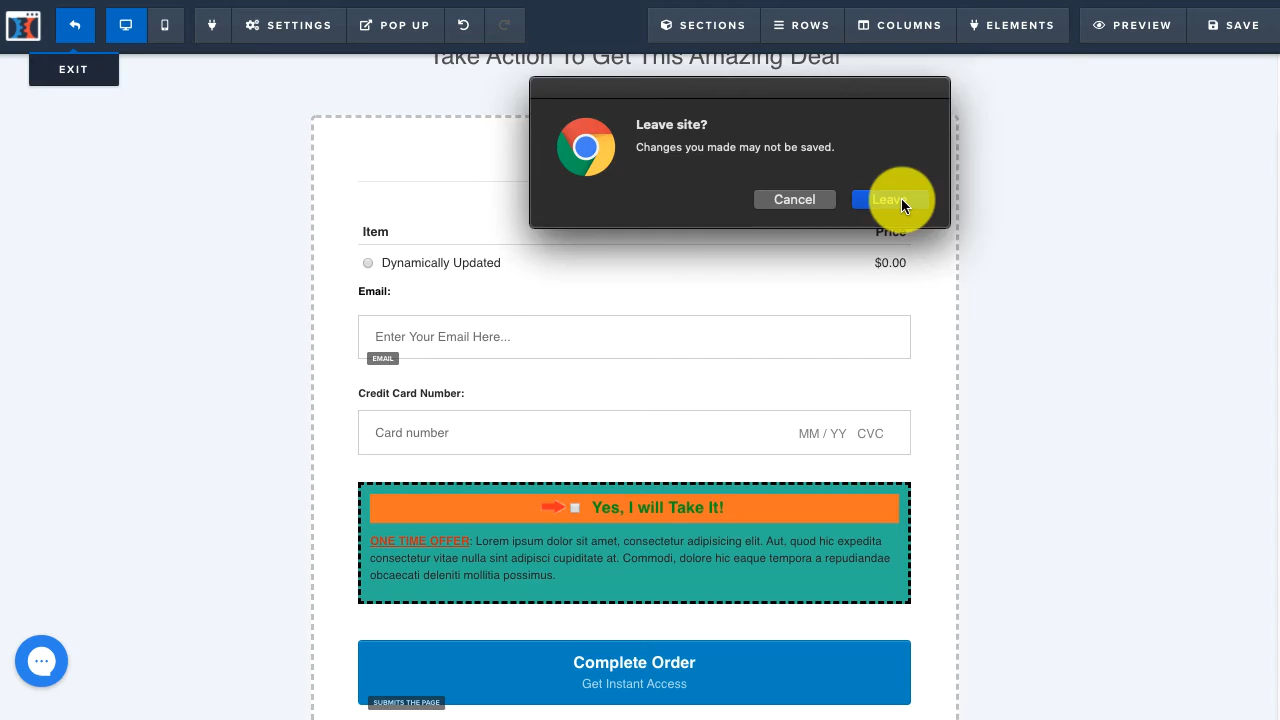 SETTINGS
POP UP
SECTIONS
ROWS
COLUMNS
ELEMENTS
PREVIEW
SAVE
EXIT
Take Action To Get This Amazing Deal
Leave site?
Changes you made may not be saved.
Cancel
Leave
Item
Price
Dynamically Updated
$0.00
Email:
Enter Your Email Here...
EMAIL
Credit Card Number:
Card number
MM / YY CVC
Yes, I will Take It!
ONE TIME OFFER: Lorem ipsum dolor sit amet, consectetur adipisicing elit. Aut, quod hic expedita
consectetur vitae nulla sint adipisci cupiditate at. Commodi, dolore hic eaque tempora a repudiandae
obcaecati deleniti mollitia possimus.
Complete Order
Get Instant Access
SUBMITS THE PAGE